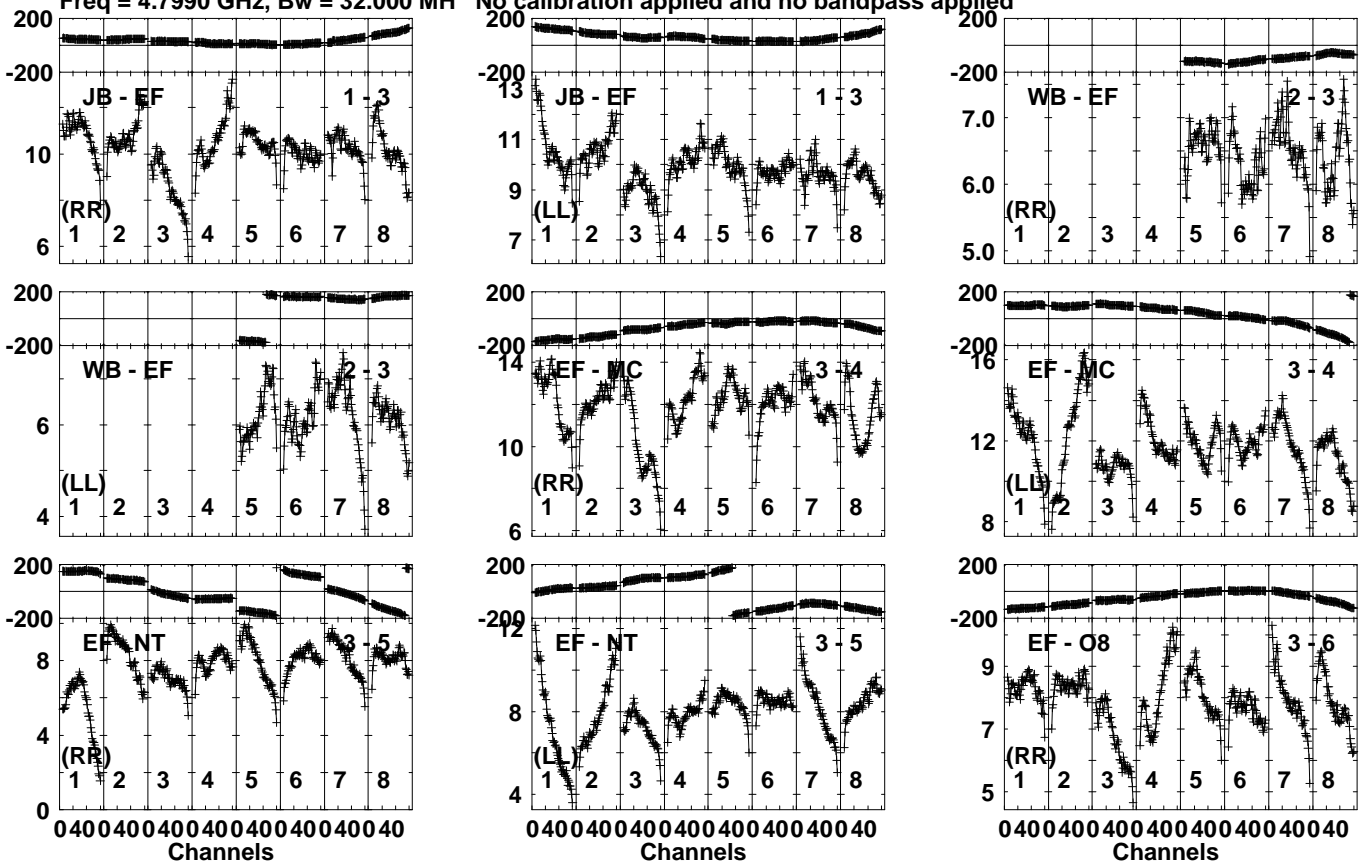 Freq = 4.7990 GHz, Bw = 32.000 MH No calibration applied and no bandpass applied
200
-200
JB - EF 1 - 3
10
6
(RR)
1 2 3 4 5 6 7 8
200
-200
13
11
9
7
JB - EF 1 - 3
(LL)
1 2 3 4 5 6 7 8
200
-200
7.0
6.0
5.0
WB - EF 2 - 3
(RR)
1 2 3 4 5 6 7 8
200
-200
WB - EF 2 - 3
6
4
(LL)
1 2 3 4 5 6 7 8
200
-200
14
10
6
EF - MC 3 - 4
(RR)
1 2 3 4 5 6 7 8
200
-200
16
12
8
EF - MC 3 - 4
(LL)
1 2 3 4 5 6 7 8
200
-200
EF - NT 3 - 5
8
4
0
(RR)
1 2 3 4 5 6 7 8
0 40 0 40 0 40 0 40 0 40 0 40 0 40 0 40
Channels
200
-200
12
8
4
EF - NT 3 - 5
(LL)
1 2 3 4 5 6 7 8
0 40 0 40 0 40 0 40 0 40 0 40 0 40 0 40
Channels
200
-200
9
7
5
EF - O8 3 - 6
(RR)
1 2 3 4 5 6 7 8
0 40 0 40 0 40 0 40 0 40 0 40 0 40 0 40
Channels